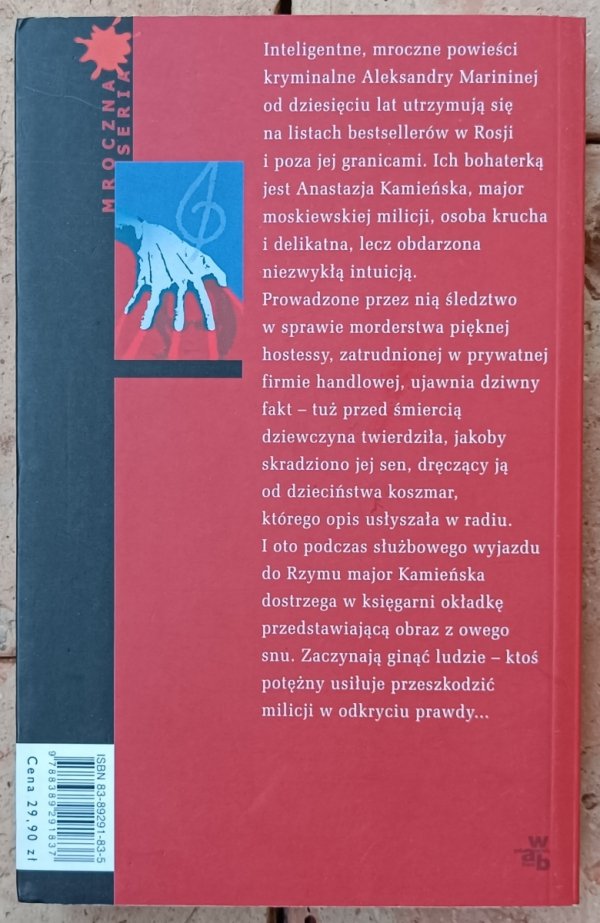 MROCZNA
SERIA
Inteligentne, mroczne powieści
kryminalne Aleksandry Marininej
od dziesięciu lat utrzymują się
na listach bestsellerów w Rosji
i poza jej granicami. Ich bohaterką
jest Anastazja Kamieńska, major
moskiewskiej milicji, osoba krucha
i delikatna, lecz obdarzona
niezwykłą intuicją.
Prowadzone przez nią śledztwo
w sprawie morderstwa pięknej
hostessy, zatrudnionej w prywatnej
firmie handlowej, ujawnia dziwny
fakt – tuż przed śmiercią
dziewczyna twierdziła, jakoby
skradziono jej sen, dręczący ją
od dzieciństwa koszmar,
którego opis usłyszała w radiu.
I oto podczas służbowego wyjazdu
do Rzymu major Kamieńska
dostrzega w księgarni okładkę
przedstawiającą obraz z owego
snu. Zaczynają ginąć ludzie – ktoś
potężny usiłuje przeszkodzić
milicji w odkryciu prawdy...
ISBN 83-89291-83-5
9788389291837
Cena 29,90 zł
w
ab